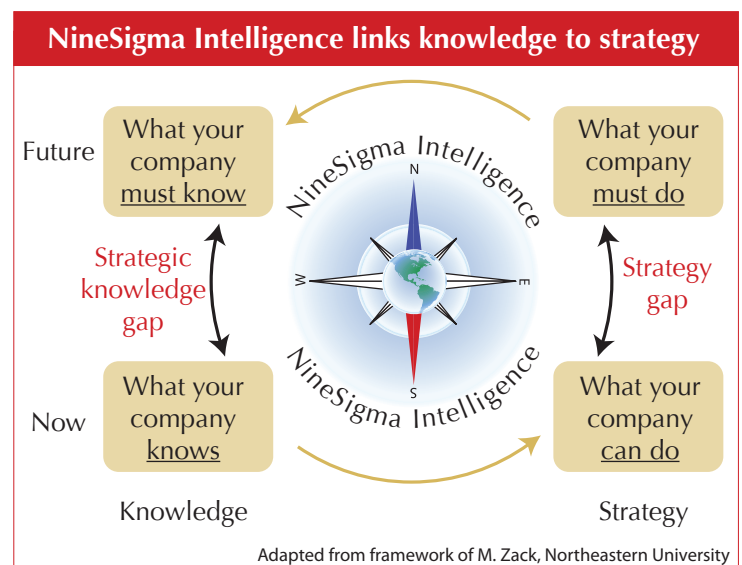 NineSigma Intelligence links knowledge to strategy
Future
What your
company
must know
What your
company
must do
NineSigma Intelligence
N
W
E
S
NineSigma Intelligence
Strategic
knowledge
gap
Strategy
gap
Now
What your
company
knows
What your
company
can do
Knowledge
Strategy
Adapted from framework of M. Zack, Northeastern University